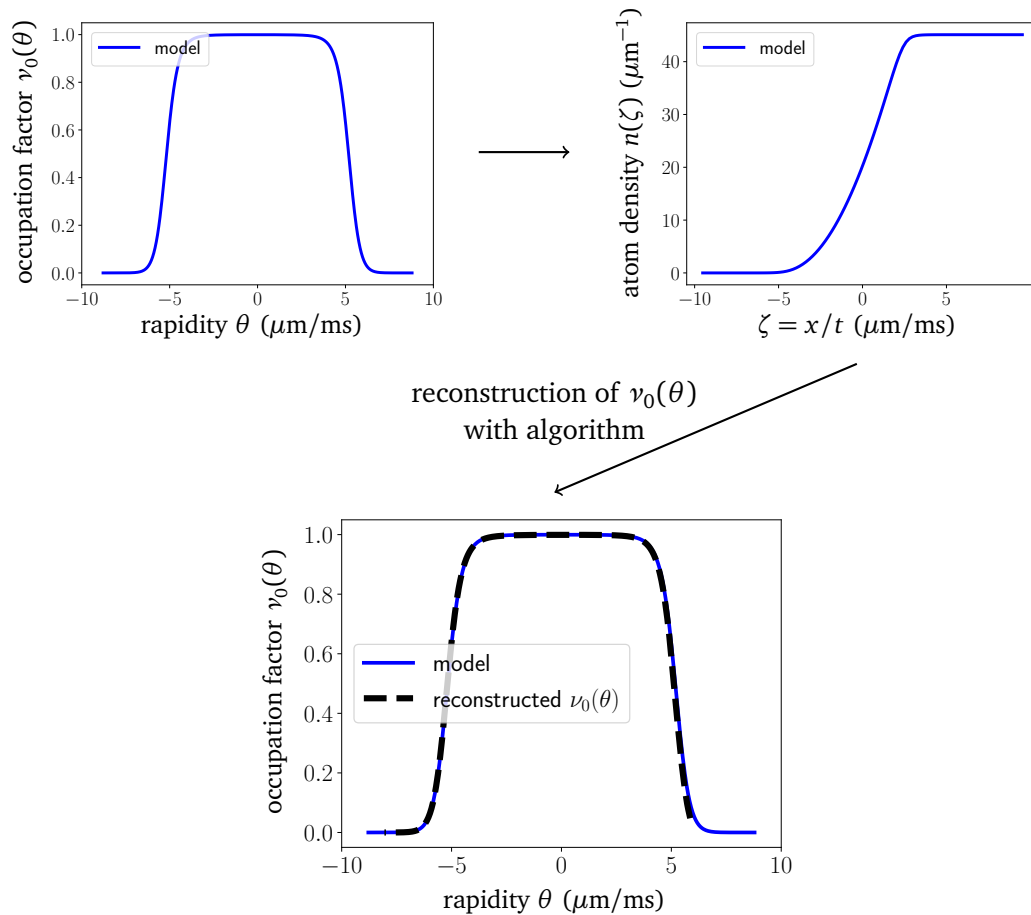 occupation factor ν₀(θ)
1.0
0.8
0.6
0.4
0.2
0.0
model
−10
−5
0
5
10
rapidity θ (μm/ms)
atom density n(ζ) (μm⁻¹)
40
30
20
10
0
model
−10
−5
0
5
ζ = x/t (μm/ms)
reconstruction of ν₀(θ)
with algorithm
occupation factor ν₀(θ)
1.0
0.8
0.6
0.4
0.2
0.0
model
reconstructed ν₀(θ)
−10
−5
0
5
10
rapidity θ (μm/ms)